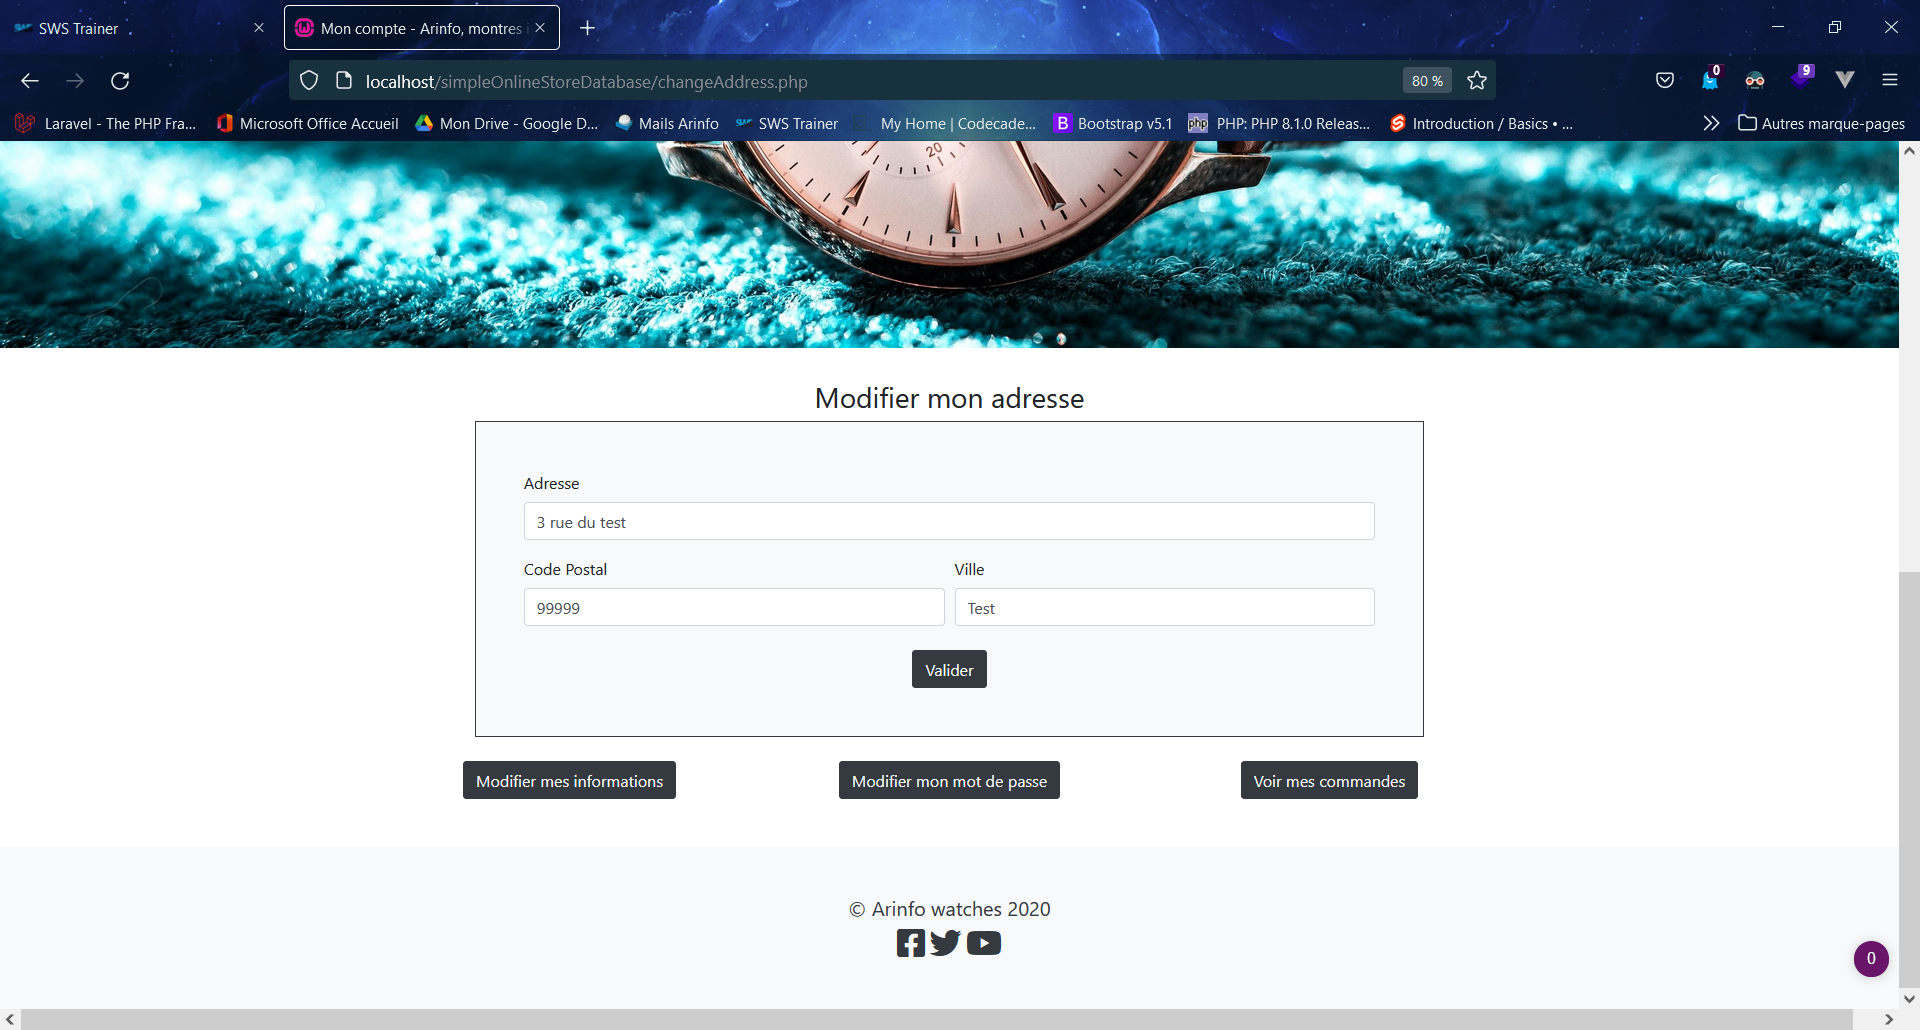 SWS Trainer
Mon compte - Arinfo, montres
localhost/simpleOnlineStoreDatabase/changeAddress.php
80 %
0
9
Laravel - The PHP Fra...
Microsoft Office Accueil
Mon Drive - Google D...
Mails Arinfo
SWS Trainer
My Home | Codecade...
B Bootstrap v5.1
php PHP: PHP 8.1.0 Releas...
Introduction / Basics • ...
Autres marque-pages
20
Modifier mon adresse
Adresse
3 rue du test
Code Postal
Ville
99999
Test
Valider
Modifier mes informations
Modifier mon mot de passe
Voir mes commandes
© Arinfo watches 2020
0